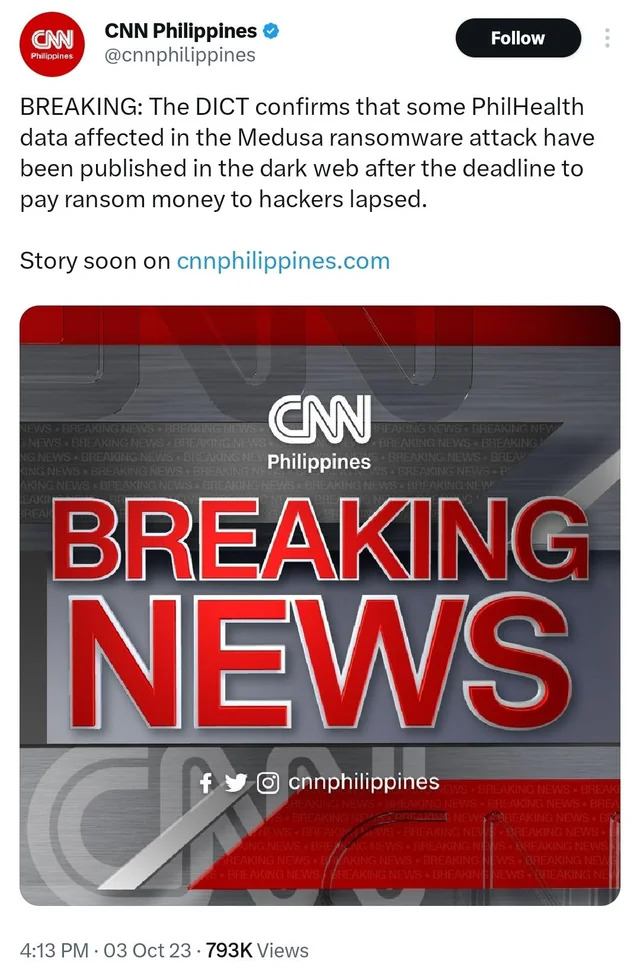 CNN
Philippines
CNN Philippines
@cnnphilippines
Follow
BREAKING: The DICT confirms that some PhilHealth
data affected in the Medusa ransomware attack have
been published in the dark web after the deadline to
pay ransom money to hackers lapsed.
Story soon on cnnphilippines.com
CNN
Philippines
BREAKING
NEWS
cnnphilippines
4:13 PM · 03 Oct 23 · 793K Views